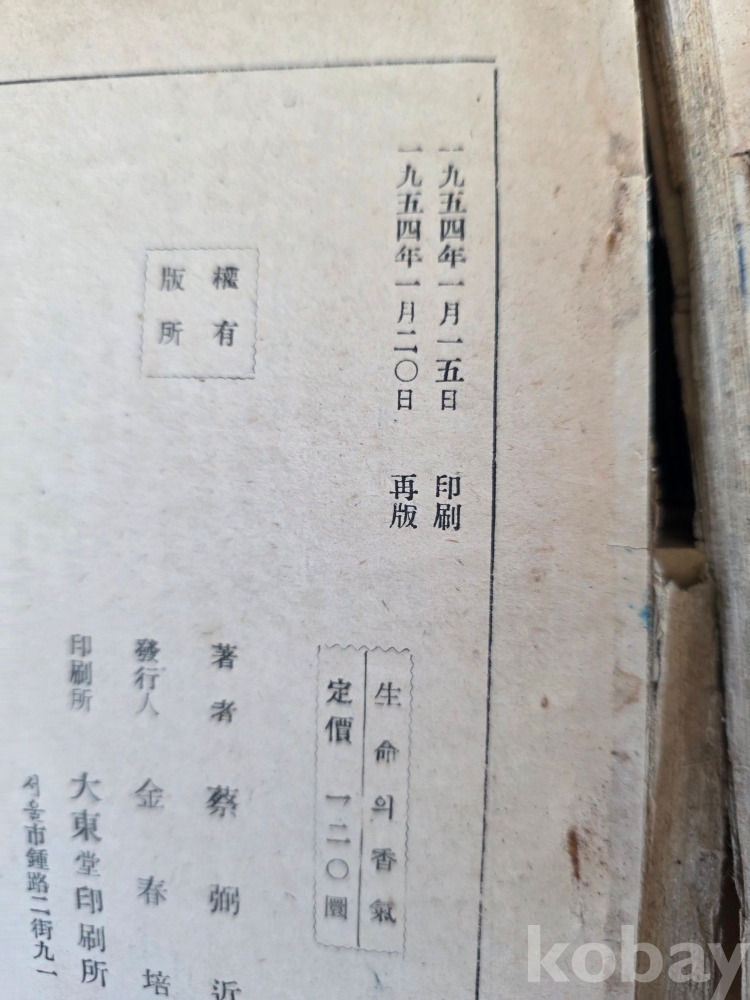 一九五四年一月一五日 印刷
一九五四年一月二〇日 再版
版權
所有
生命의香氣
定價 一二〇圜
著者 蔡弼近
發行人 金春培
印刷所 大東堂印刷所
서울市鍾路二街九一
kobay